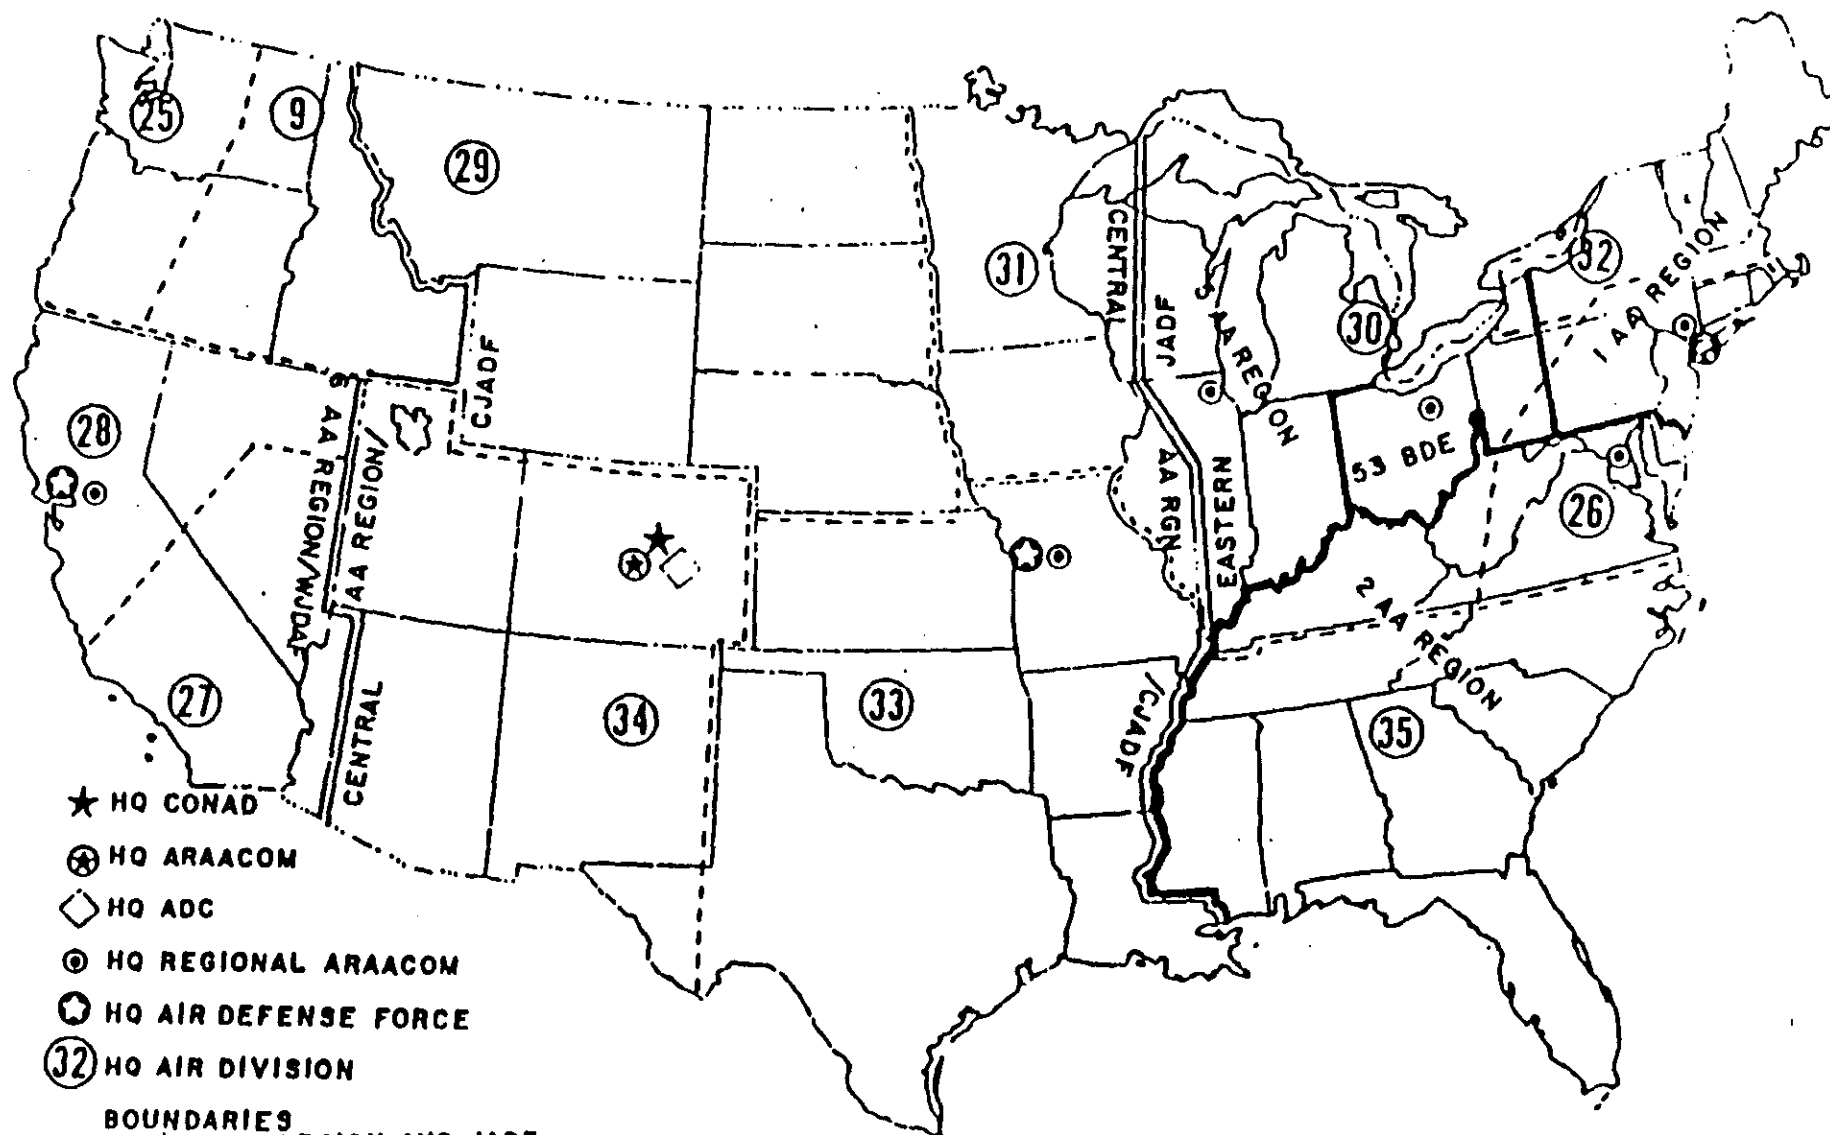 25
9
29
31
30
32
28
27
34
33
26
35
CENTRAL
JADF
AA REGION
1 AA REGION
CJADF
6 AA REGION/WJDAF
AA REGION/
CENTRAL
AA RGN
EASTERN
/CJADF
53 BDE
2 AA REGION
HQ CONAD
HQ ARAACOM
HQ ADC
HQ REGIONAL ARAACOM
HQ AIR DEFENSE FORCE
32 HQ AIR DIVISION
BOUNDARIES